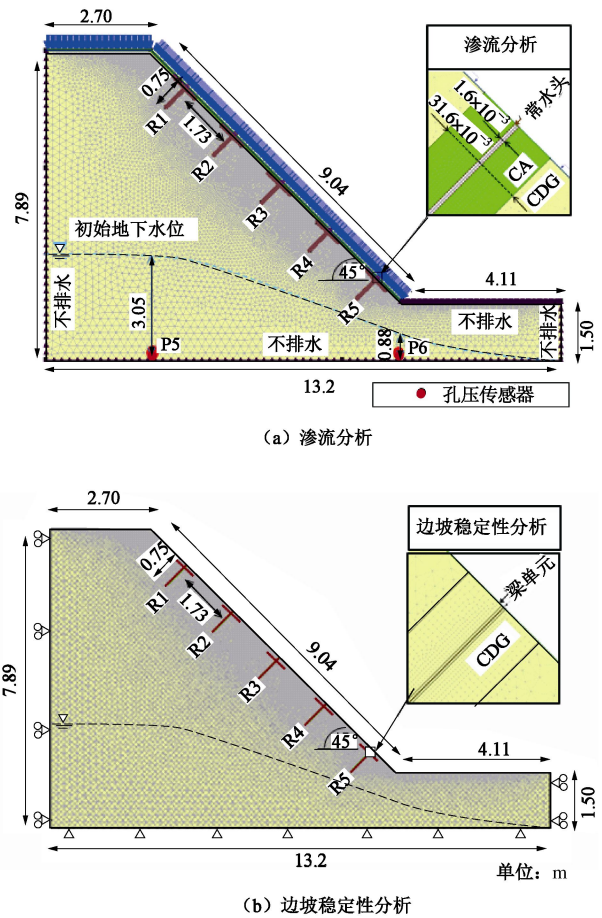 2.70
渗流分析
0.75
R1
1.73
R2
R3
R4
R5
9.04
1.6×10⁻³
31.6×10⁻³
常水头
CA
CDG
7.89
初始地下水位
45°
4.11
不排水
3.05
P5
不排水
0.88
P6
不排水
不排水
1.50
13.2
孔压传感器
（a）渗流分析
2.70
边坡稳定性分析
0.75
R1
1.73
R2
R3
R4
R5
9.04
梁单元
CDG
7.89
45°
4.11
1.50
13.2
单位：m
（b）边坡稳定性分析